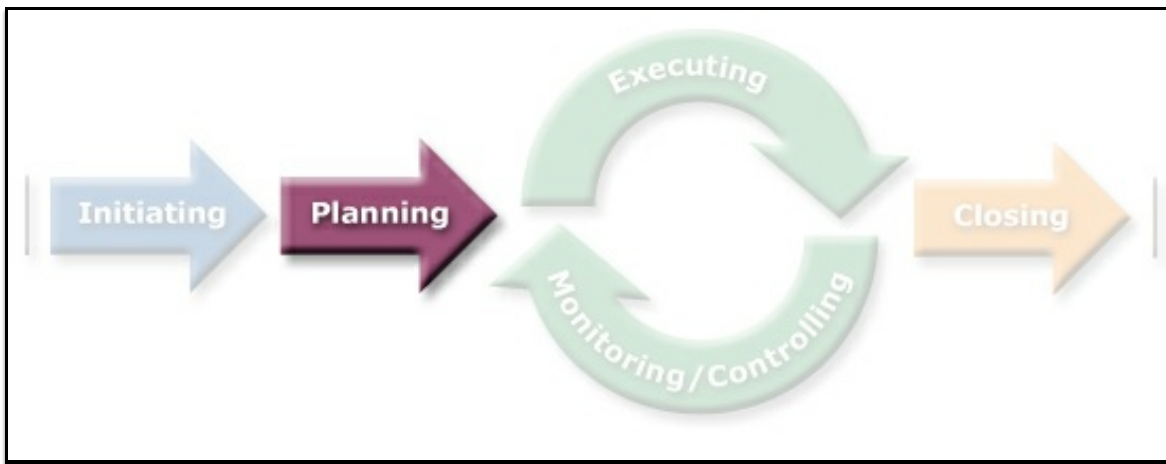 Initiating
Planning
Executing
Monitoring/Controlling
Closing